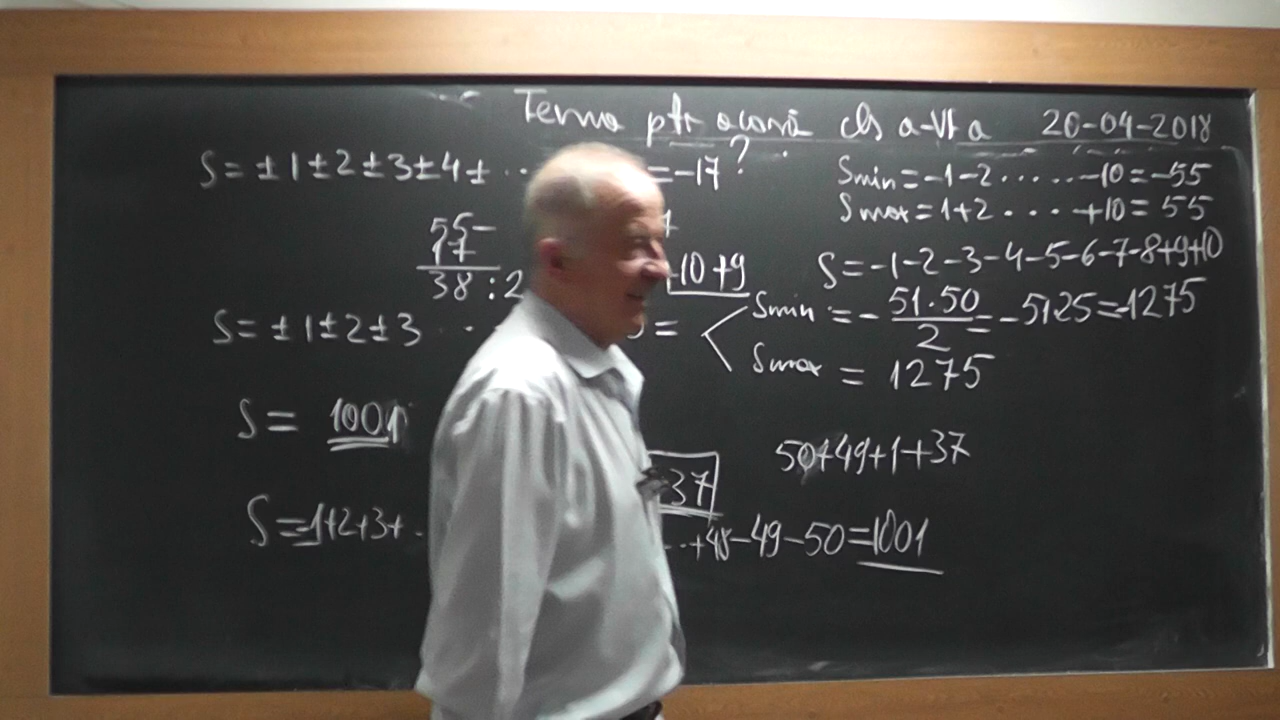 Tema ptr acasă cls a-VI a 20-04-2018
S = ±1±2±3±4± ··· =-17?
Smin=-1-2······-10=-55
Smax=1+2····+10=55
55-
17
38:2
-10+9
S=-1-2-3-4-5-6-7-8+9+10
S = ±1±2±3 ·· =
Smin = -51·50/2 = -51·25=-1275
Smax = 1275
S = 1001
37
50+49+1+37
S=-1+2+3+·
··+48-49-50=1001